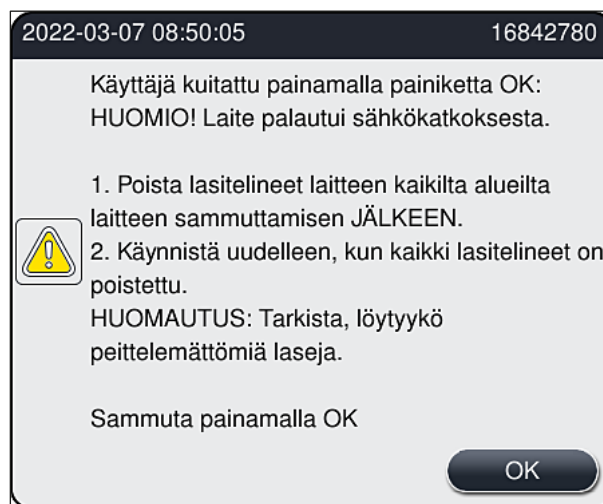 2022-03-07 08:50:05 16842780
Käyttäjä kuitattu painamalla painiketta OK:
HUOMIO! Laite palautui sähkökatkoksesta.
1. Poista lasitelineet laitteen kaikilta alueilta
laitteen sammuttamisen JÄLKEEN.
2. Käynnistä uudelleen, kun kaikki lasitelineet on
poistettu.
HUOMAUTUS: Tarkista, löytyykö
peittelemättömiä laseja.
Sammuta painamalla OK
OK